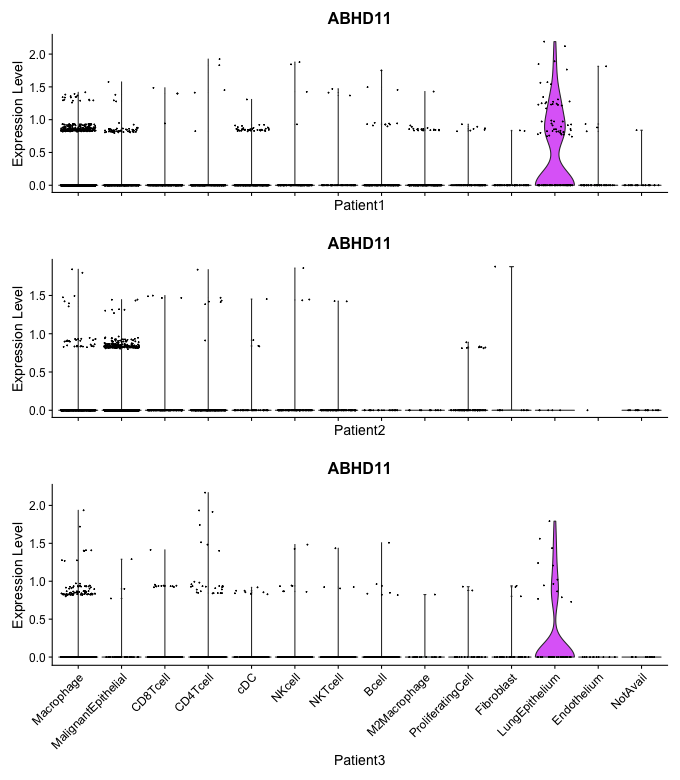 ABHD11
Expression Level
2.0
1.5
1.0
0.5
0.0
Patient1
ABHD11
Expression Level
1.5
1.0
0.5
0.0
Patient2
ABHD11
Expression Level
2.0
1.5
1.0
0.5
0.0
Macrophage
MalignantEpithelial
CD8Tcell
CD4Tcell
cDC
NKcell
NKTcell
Bcell
M2Macrophage
ProliferatingCell
Fibroblast
LungEpithelium
Endothelium
NotAvail
Patient3